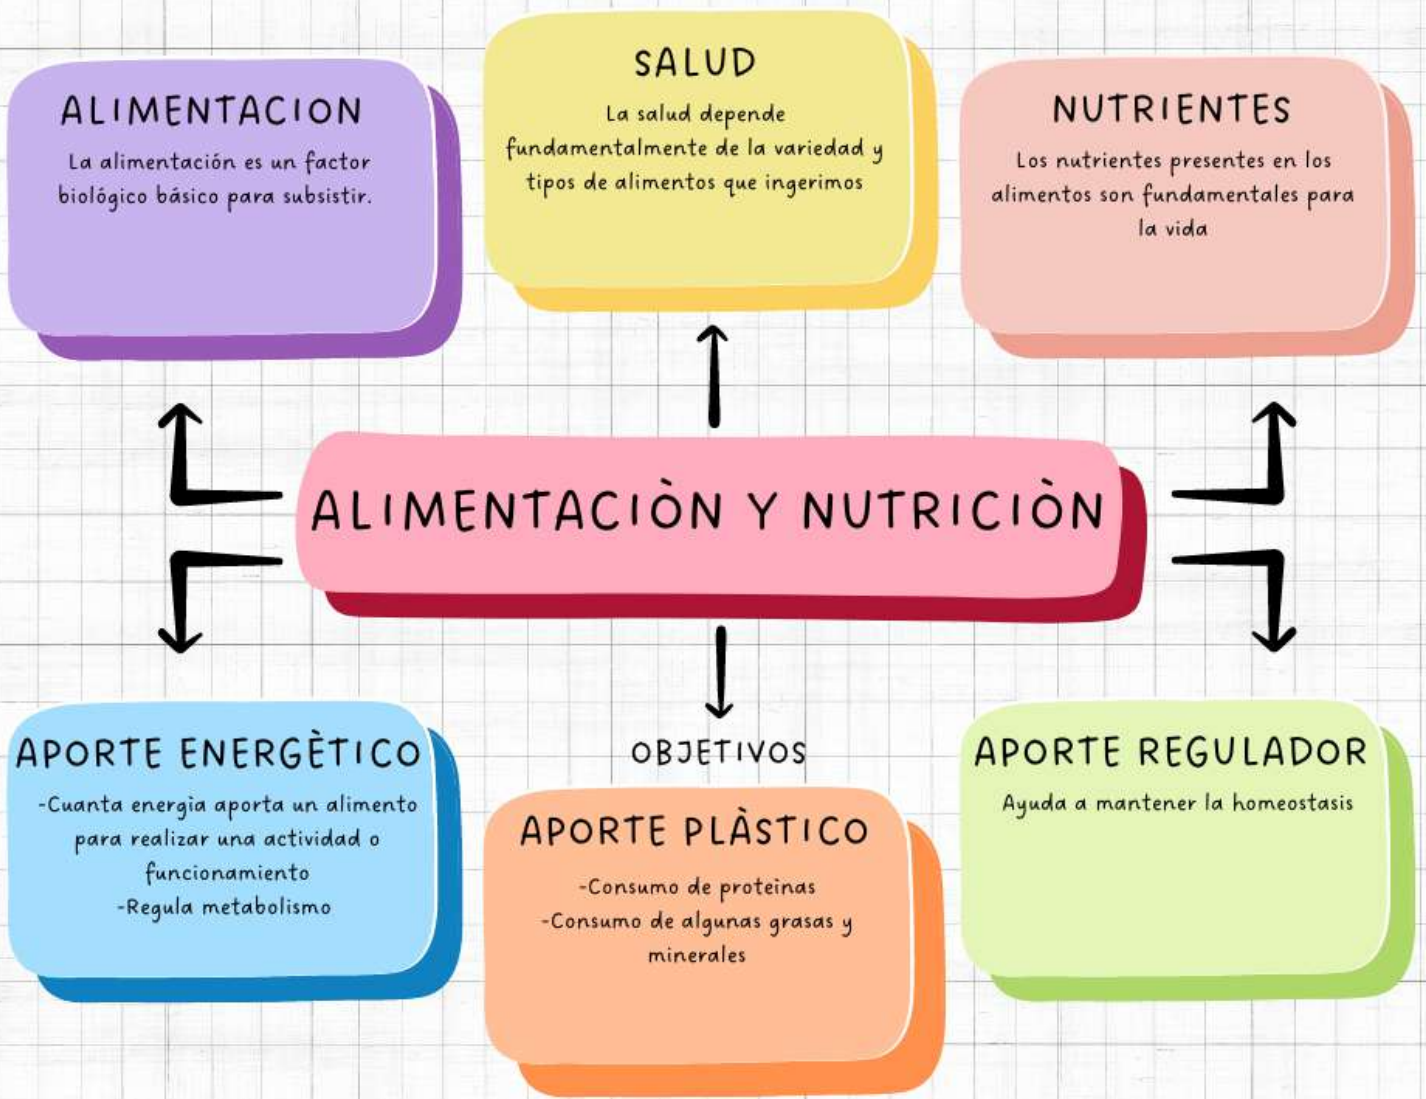 ALIMENTACION
La alimentación es un factor
biológico básico para subsistir.
SALUD
La salud depende
fundamentalmente de la variedad y
tipos de alimentos que ingerimos
NUTRIENTES
Los nutrientes presentes en los
alimentos son fundamentales para
la vida
ALIMENTACIÒN Y NUTRICIÒN
APORTE ENERGÈTICO
-Cuanta energìa aporta un alimento
para realizar una actividad o
funcionamiento
-Regula metabolismo
OBJETIVOS
APORTE PLÀSTICO
-Consumo de proteìnas
-Consumo de algunas grasas y
minerales
APORTE REGULADOR
Ayuda a mantener la homeostasis